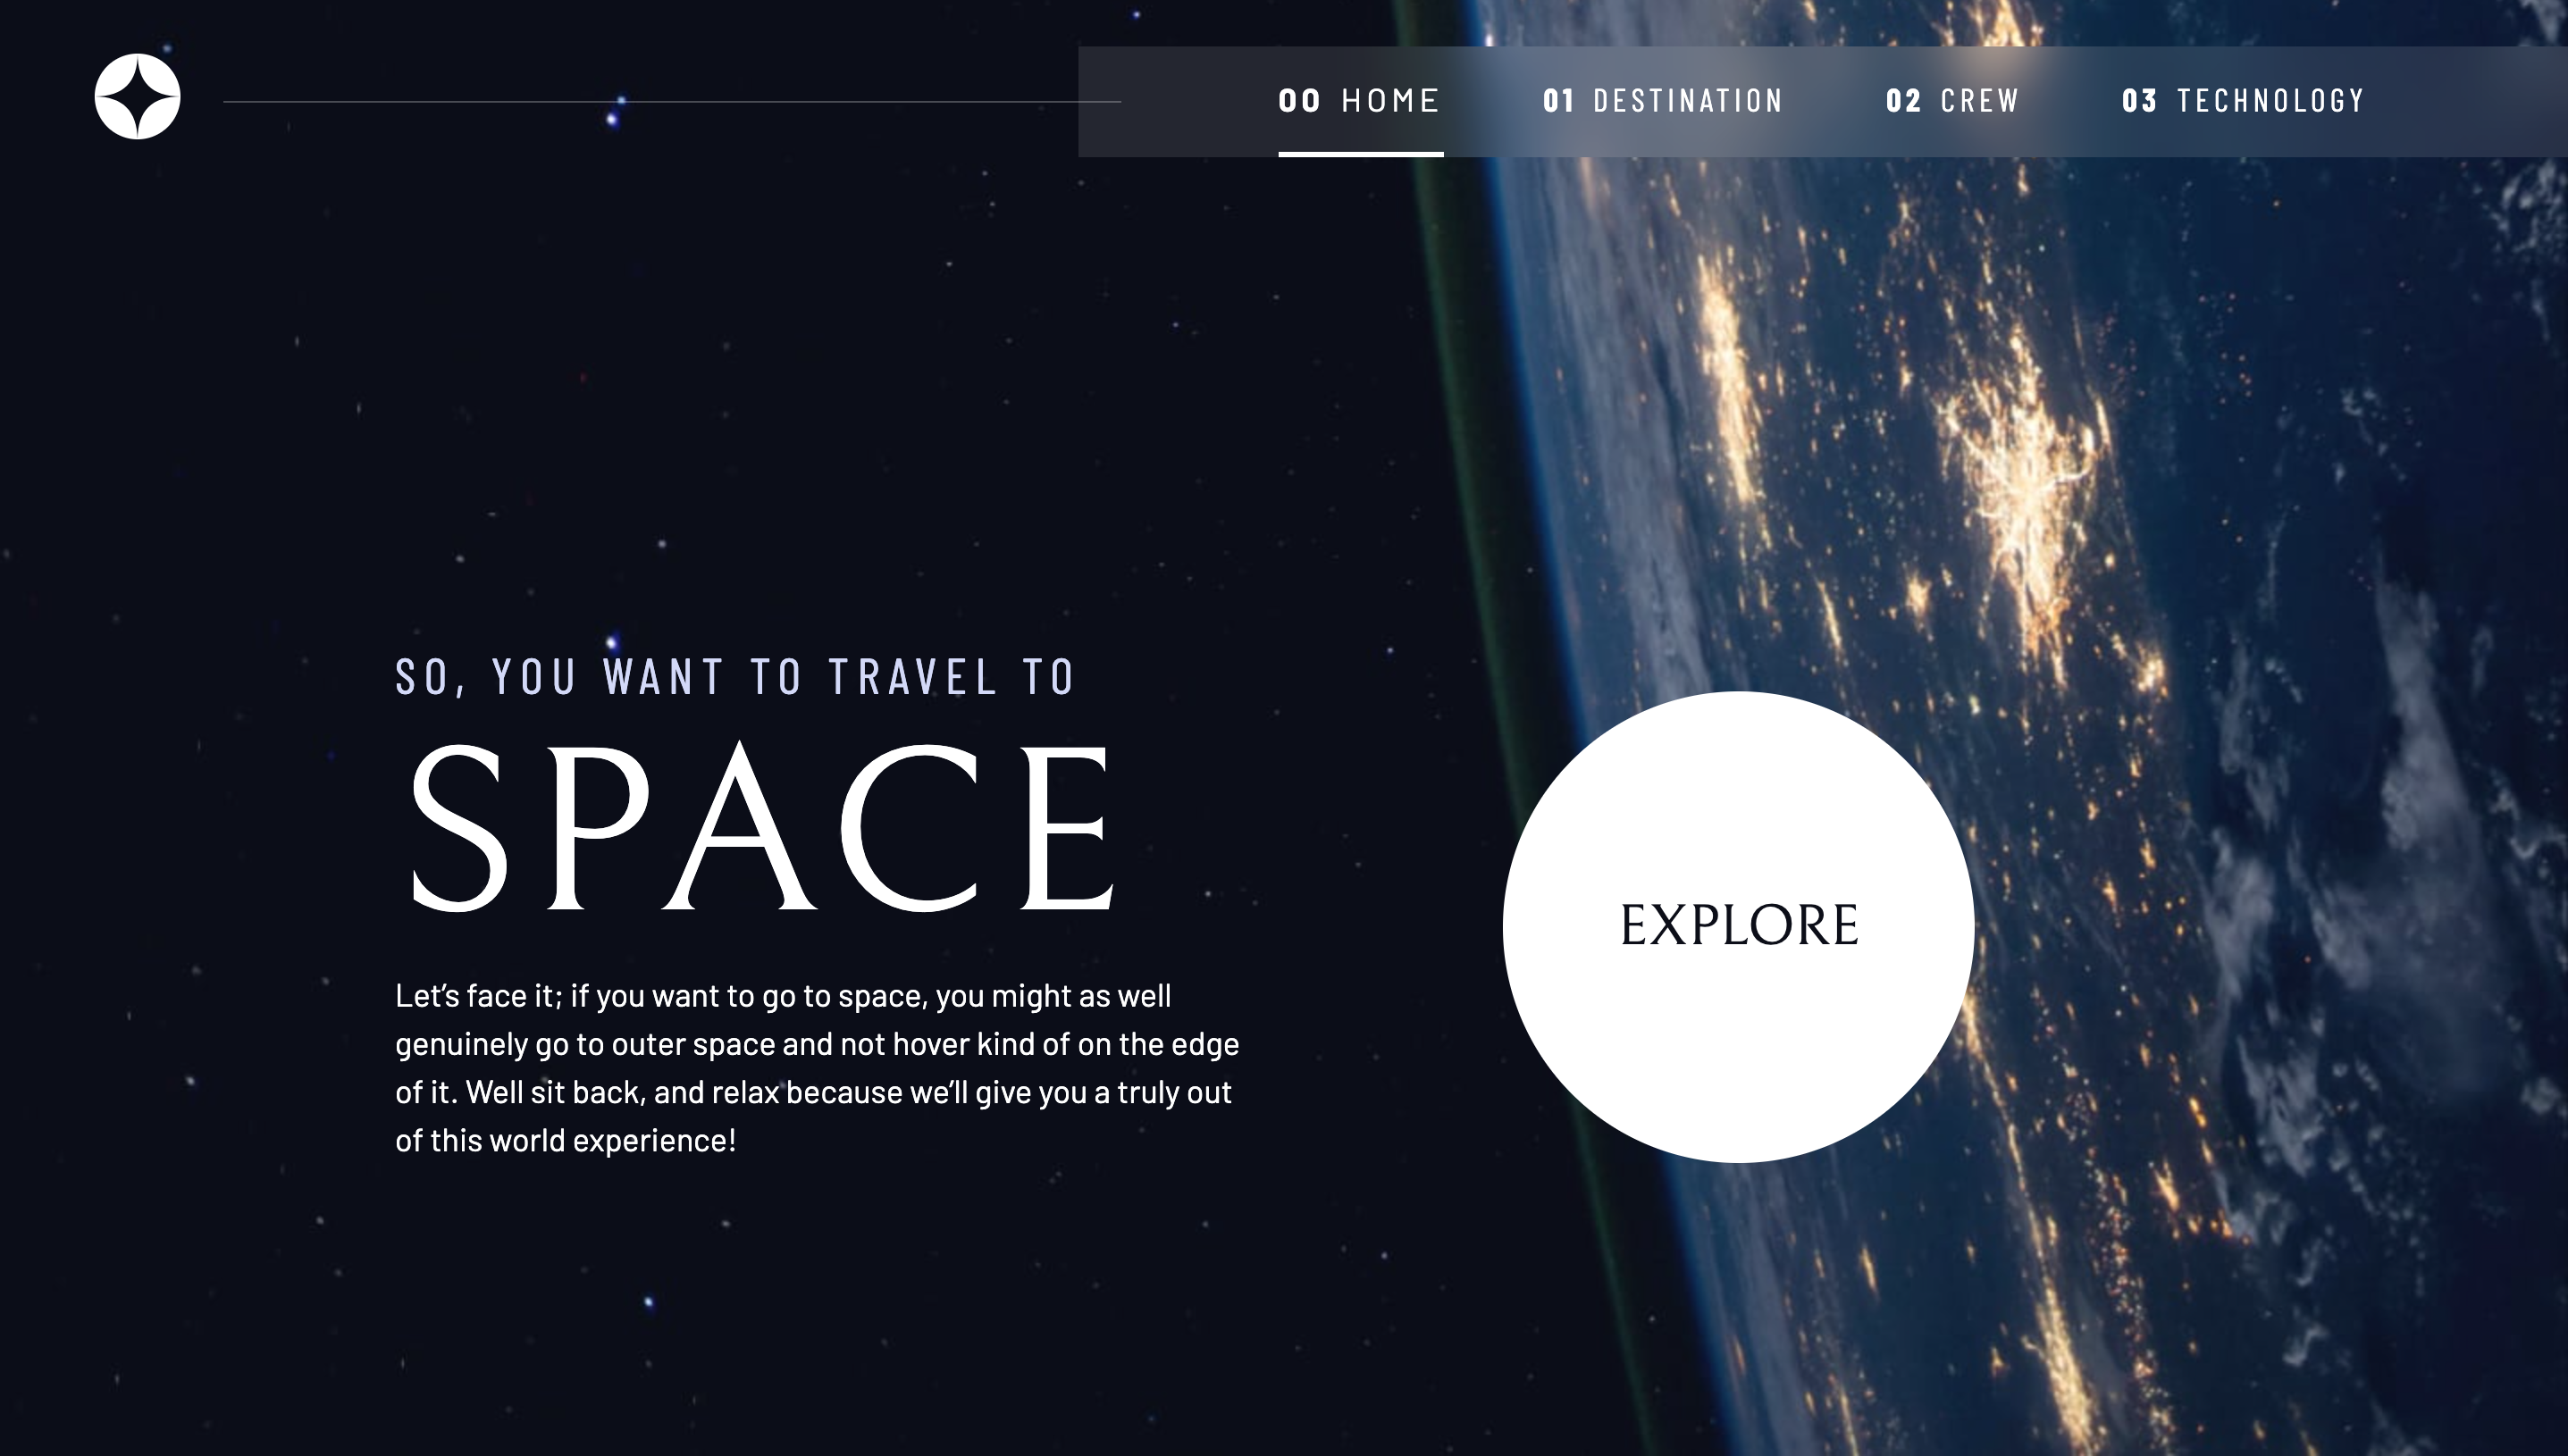 00 HOME 01 DESTINATION 02 CREW 03 TECHNOLOGY
SO, YOU WANT TO TRAVEL TO
SPACE
Let’s face it; if you want to go to space, you might as well
genuinely go to outer space and not hover kind of on the edge
of it. Well sit back, and relax because we’ll give you a truly out
of this world experience!
EXPLORE